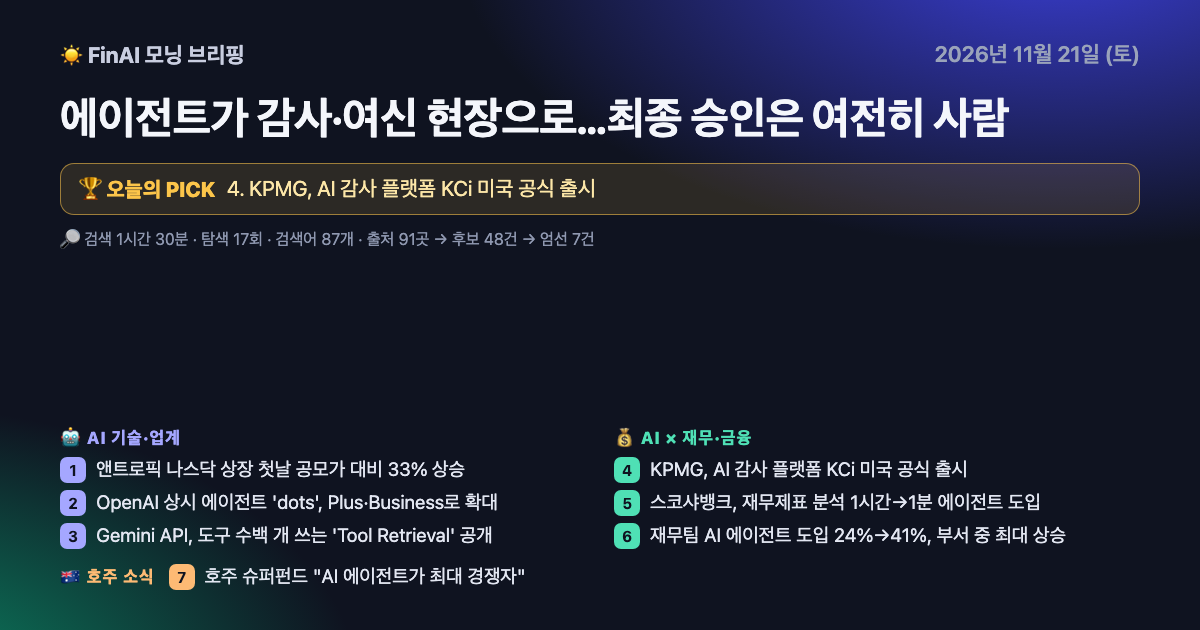 ☀️ FinAI 모닝 브리핑
2026년 11월 21일 (토)
에이전트가 감사·여신 현장으로...최종 승인은 여전히 사람
🏆 오늘의 PICK 4. KPMG, AI 감사 플랫폼 KCi 미국 공식 출시
🔎 검색 1시간 30분 · 탐색 17회 · 검색어 87개 · 출처 91곳 → 후보 48건 → 엄선 7건
🤖 AI 기술·업계
1 앤트로픽 나스닥 상장 첫날 공모가 대비 33% 상승
2 OpenAI 상시 에이전트 'dots', Plus·Business로 확대
3 Gemini API, 도구 수백 개 쓰는 'Tool Retrieval' 공개
💰 AI × 재무·금융
4 KPMG, AI 감사 플랫폼 KCi 미국 공식 출시
5 스코샤뱅크, 재무제표 분석 1시간→1분 에이전트 도입
6 재무팀 AI 에이전트 도입 24%→41%, 부서 중 최대 상승
🇦🇺 호주 소식 7 호주 슈퍼펀드 "AI 에이전트가 최대 경쟁자"